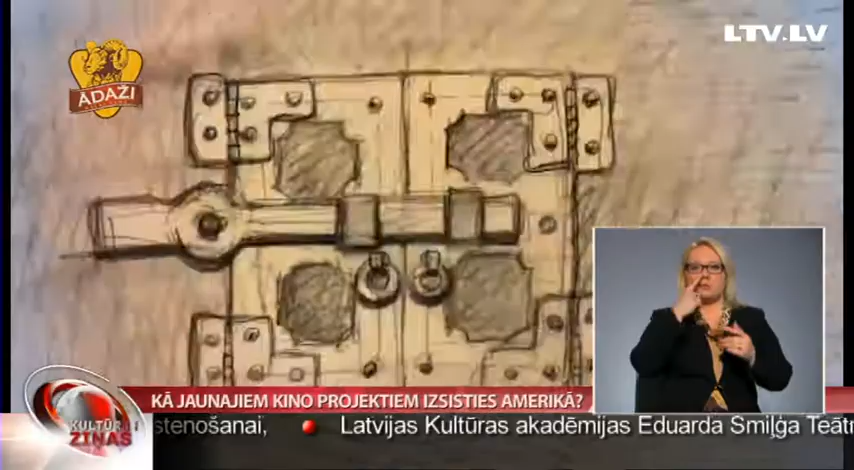 LTV.LV
ĀDAŽI
KĀ JAUNAJIEM KINO PROJEKTIEM IZSISTIES AMERIKĀ?
KULTŪRAS
ZIŅAS
stenošanai, Latvijas Kultūras akadēmijas Eduarda Smiļģa Teātr